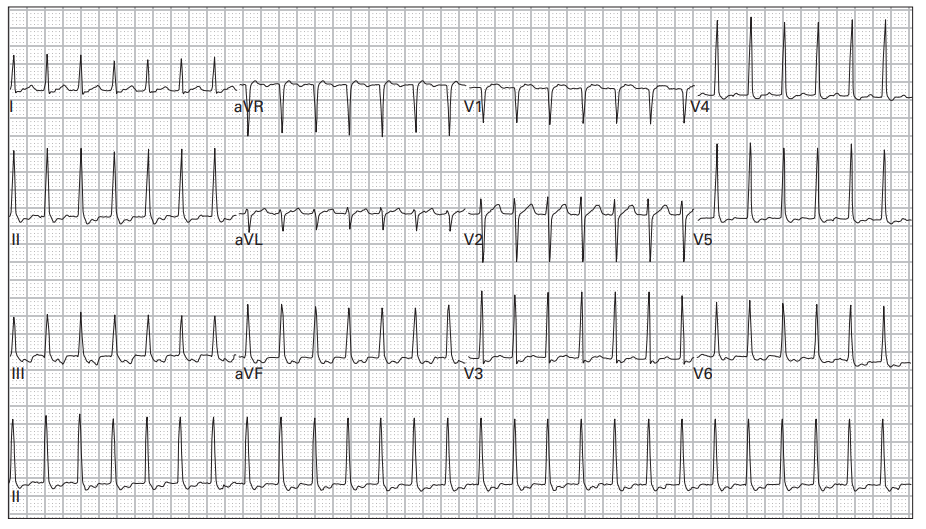 I aVR V1 V4
II aVL V2 V5
III aVF V3 V6
II